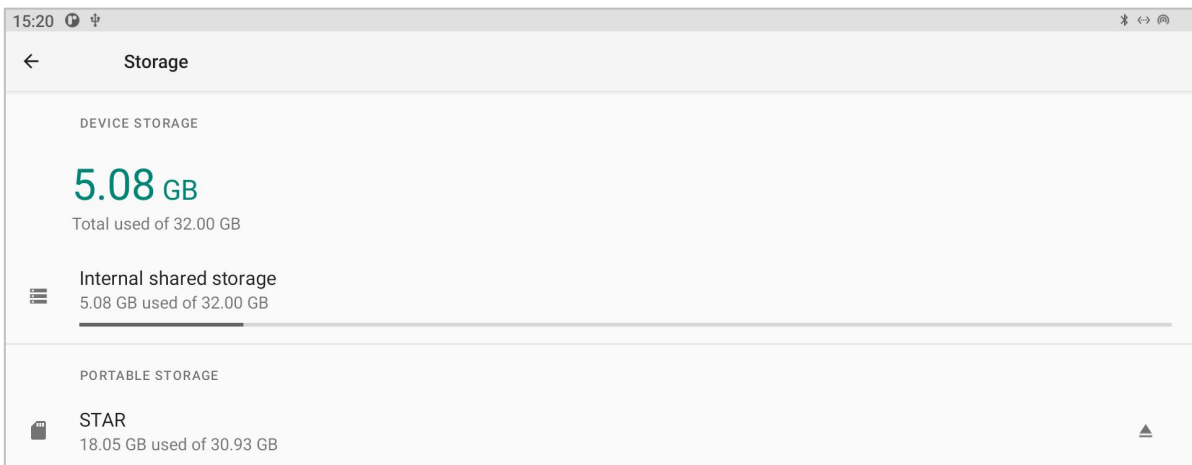 15:20
Storage
DEVICE STORAGE
5.08 GB
Total used of 32.00 GB
Internal shared storage
5.08 GB used of 32.00 GB
PORTABLE STORAGE
STAR
18.05 GB used of 30.93 GB